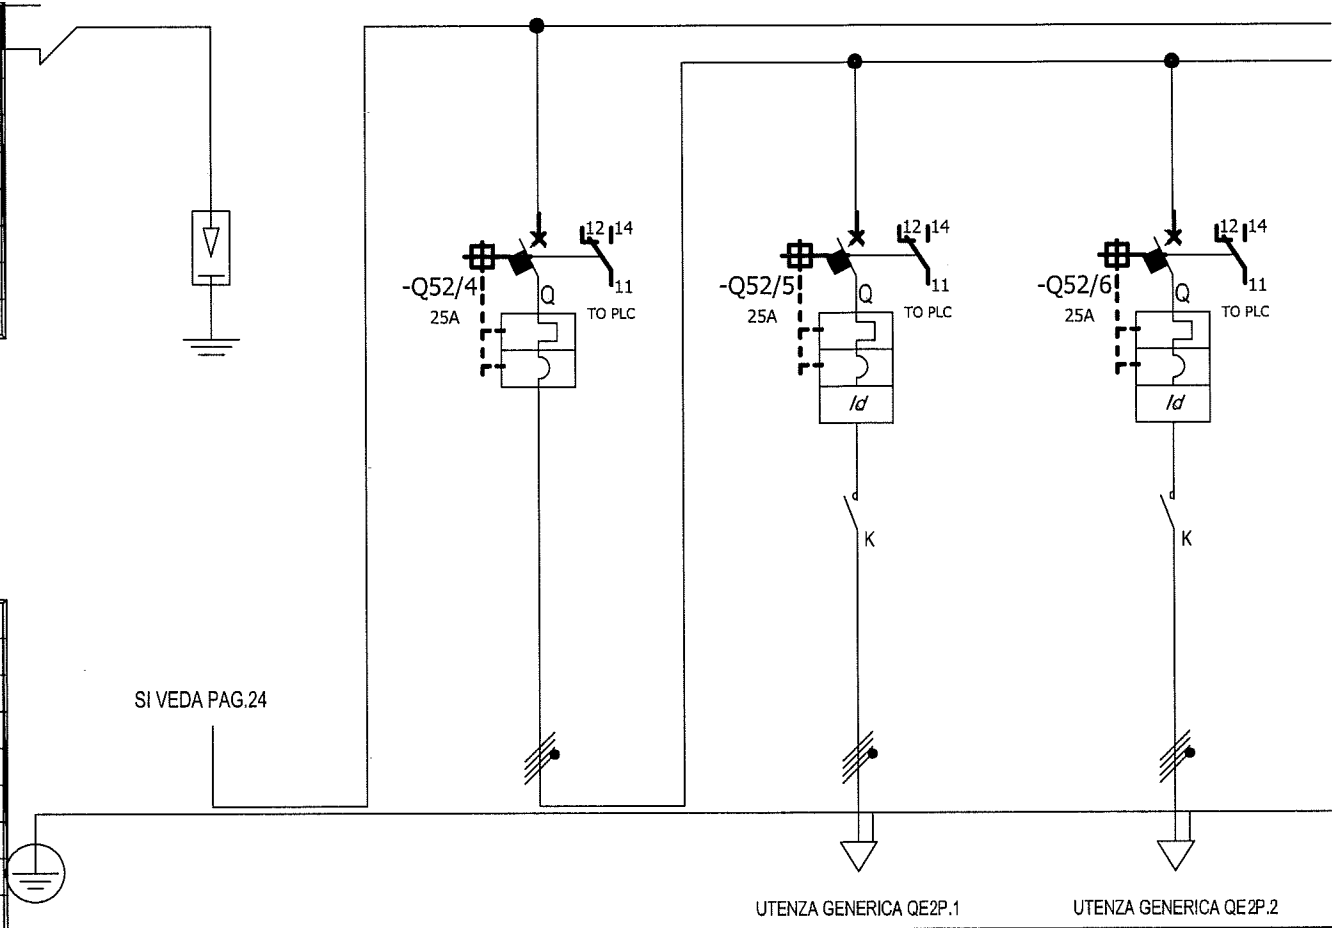 12 14
-Q52/4
25A
Q
11
TO PLC
12 14
-Q52/5
25A
Q
11
TO PLC
Id
K
12 14
-Q52/6
25A
Q
11
TO PLC
Id
K
SI VEDA PAG.24
UTENZA GENERICA QE2P.1
UTENZA GENERICA QE2P.2